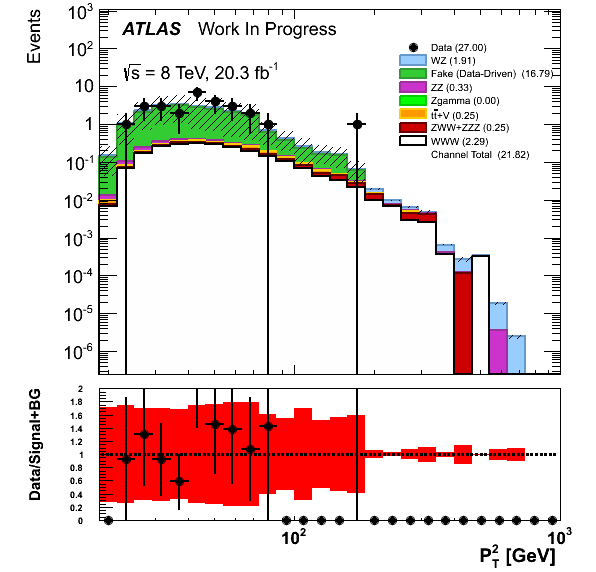 Events
10³
10²
10
1
10⁻¹
10⁻²
10⁻³
10⁻⁴
10⁻⁵
10⁻⁶
ATLAS Work In Progress
√s = 8 TeV, 20.3 fb⁻¹
Data (27.00)
WZ (1.91)
Fake (Data-Driven) (16.79)
ZZ (0.33)
Zgamma (0.00)
tt̄+V (0.25)
ZWW+ZZZ (0.25)
WWW (2.29)
Channel Total (21.82)
Data/Signal+BG
2
1.8
1.6
1.4
1.2
1
0.8
0.6
0.4
0.2
0
10² 10³
P_T² [GeV]